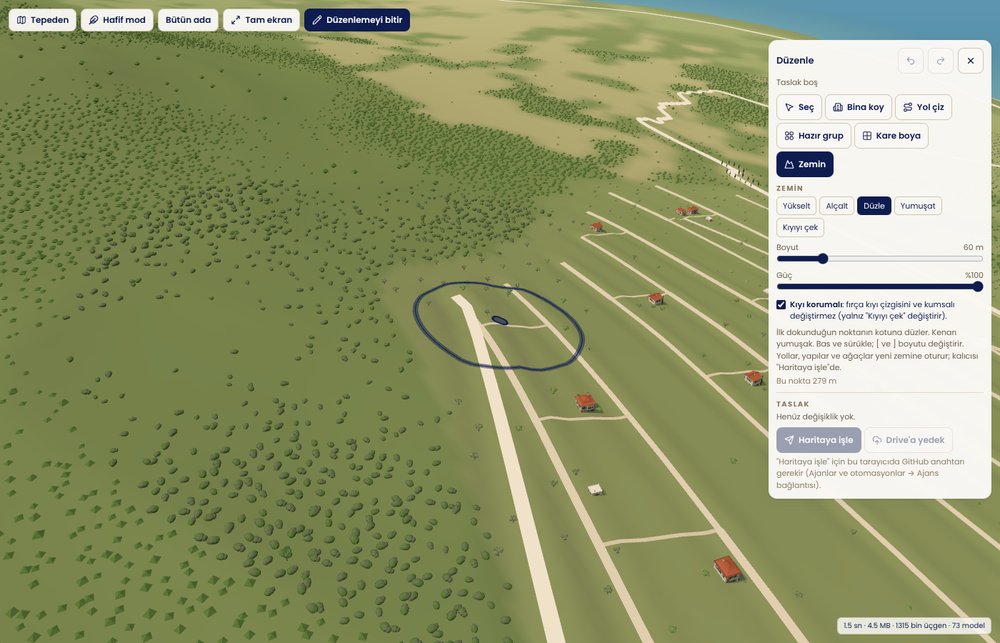 Tepeden
Hafif mod
Bütün ada
Tam ekran
Düzenlemeyi bitir
Düzenle
Taslak boş
Seç
Bina koy
Yol çiz
Hazır grup
Kare boya
Zemin
ZEMİN
Yükselt
Alçalt
Düzle
Yumuşat
Kıyıyı çek
Boyut 60 m
Güç %100
Kıyı korumalı: fırça kıyı çizgisini ve kumsalı
değiştirmez (yalnız "Kıyıyı çek" değiştirir).
İlk dokunduğun noktanın kotuna düzler. Kenarı
yumuşak. Bas ve sürükle; [ ve ] boyutu değiştirir.
Yollar, yapılar ve ağaçlar yeni zemine oturur; kalıcısı
"Haritaya işle"de.
Bu nokta 279 m
TASLAK
Henüz değişiklik yok.
Haritaya işle
Drive'a yedek
"Haritaya işle" için bu tarayıcıda GitHub anahtarı
gerekir (Ajanlar ve otomasyonlar → Ajans
bağlantısı).
1.5 sn · 4.5 MB · 1315 bin üçgen · 73 model